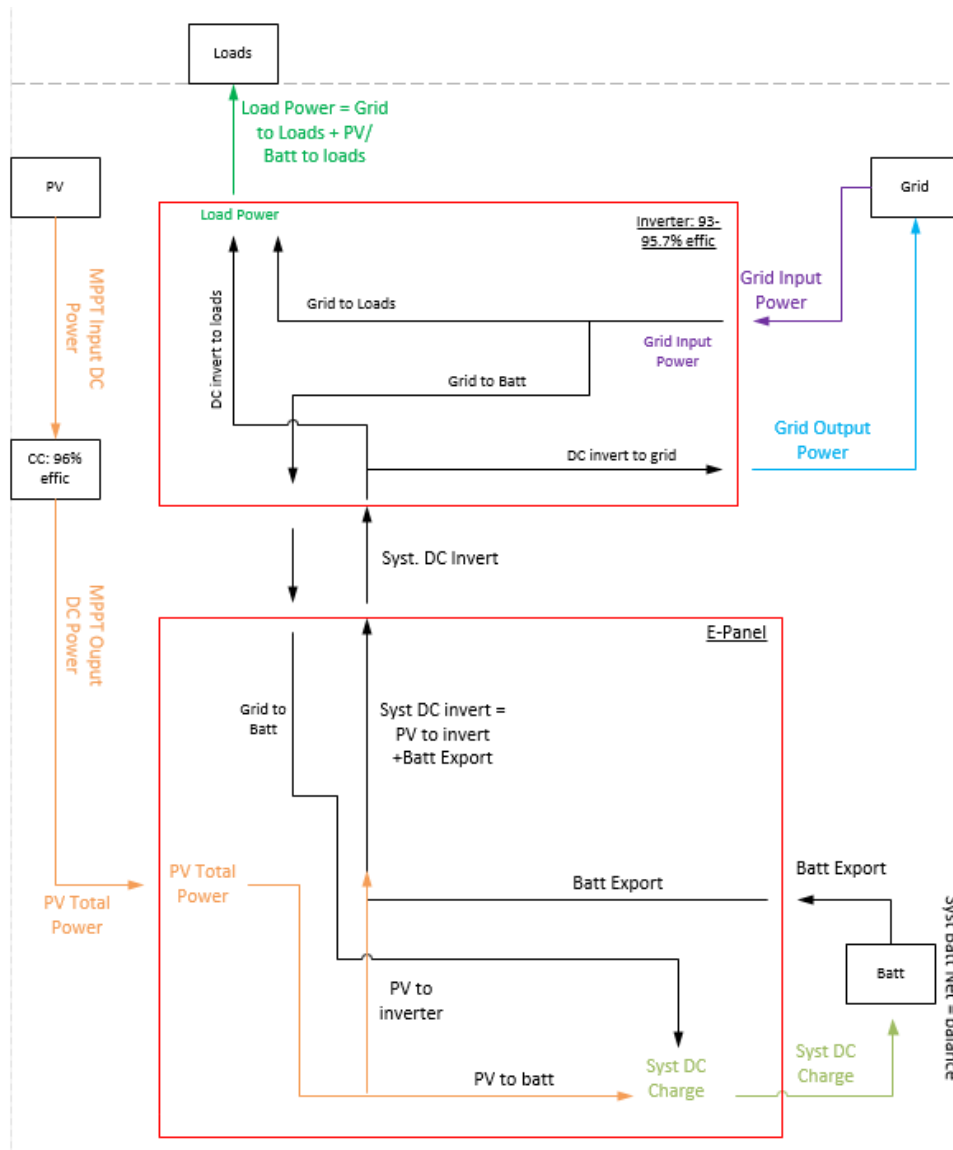 Loads
Load Power = Grid
to Loads + PV/
Batt to loads
PV
Grid
Load Power
Inverter: 93-
95.7% effic
MPPT Input DC
Power
Grid Input
Power
DC invert to loads
Grid to Loads
Grid Input
Power
Grid to Batt
Grid Output
Power
CC: 96%
effic
DC invert to grid
Syst. DC Invert
MPPT Ouput
DC Power
E-Panel
Grid to
Batt
Syst DC invert =
PV to invert
+Batt Export
PV Total
Power
PV Total
Power
Batt Export
Batt Export
Syst Batt Net = Balance
Batt
PV to
inverter
Syst DC
Charge
Syst DC
Charge
PV to batt